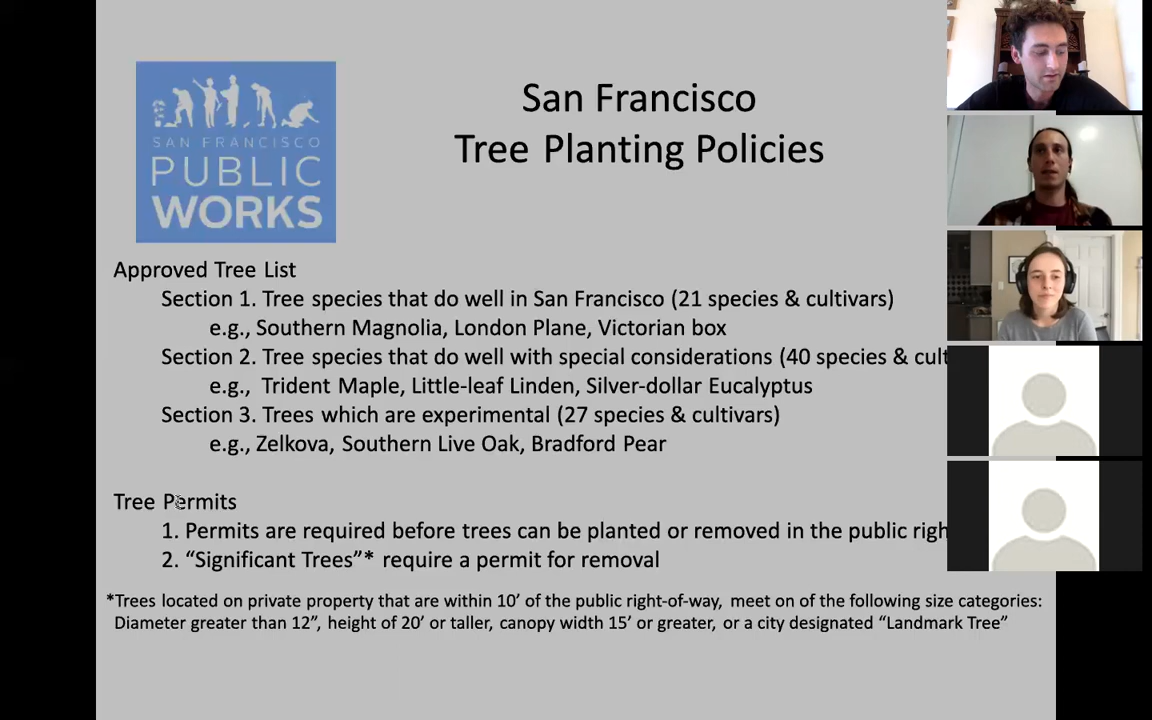 SAN FRANCISCO
PUBLIC
WORKS
San Francisco
Tree Planting Policies
Approved Tree List
Section 1. Tree species that do well in San Francisco (21 species & cultivars)
e.g., Southern Magnolia, London Plane, Victorian box
Section 2. Tree species that do well with special considerations (40 species & cult
e.g., Trident Maple, Little-leaf Linden, Silver-dollar Eucalyptus
Section 3. Trees which are experimental (27 species & cultivars)
e.g., Zelkova, Southern Live Oak, Bradford Pear
Tree Permits
1. Permits are required before trees can be planted or removed in the public righ
2. “Significant Trees”* require a permit for removal
*Trees located on private property that are within 10’ of the public right-of-way, meet on of the following size categories:
Diameter greater than 12”, height of 20’ or taller, canopy width 15’ or greater, or a city designated “Landmark Tree”